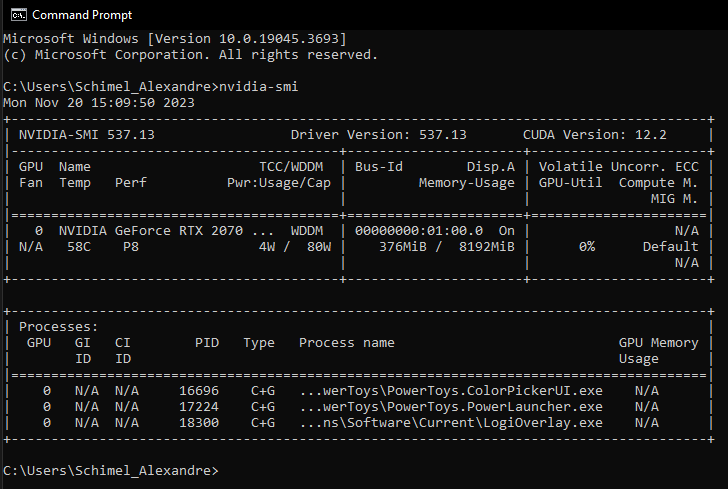 Command Prompt
Microsoft Windows [Version 10.0.19045.3693]
(c) Microsoft Corporation. All rights reserved.
C:\Users\Schimel_Alexandre>nvidia-smi
Mon Nov 20 15:09:50 2023
+---------------------------------------------------------------------------------------+
| NVIDIA-SMI 537.13                 Driver Version: 537.13       CUDA Version: 12.2     |
|-----------------------------------------+----------------------+----------------------+
| GPU  Name                     TCC/WDDM  | Bus-Id        Disp.A | Volatile Uncorr. ECC |
| Fan  Temp   Perf          Pwr:Usage/Cap |         Memory-Usage | GPU-Util  Compute M. |
|                                         |                      |               MIG M. |
|=========================================+======================+======================|
|   0  NVIDIA GeForce RTX 2070 ...  WDDM  | 00000000:01:00.0  On |                  N/A |
| N/A   58C    P8               4W /  80W |    376MiB /  8192MiB |      0%      Default |
|                                         |                      |                  N/A |
+-----------------------------------------+----------------------+----------------------+
+---------------------------------------------------------------------------------------+
| Processes:                                                                            |
|  GPU   GI   CI        PID   Type   Process name                            GPU Memory |
|        ID   ID                                                             Usage      |
|=======================================================================================|
|    0   N/A  N/A     16696    C+G   ...werToys\PowerToys.ColorPickerUI.exe    N/A      |
|    0   N/A  N/A     17224    C+G   ...werToys\PowerToys.PowerLauncher.exe    N/A      |
|    0   N/A  N/A     18300    C+G   ...ns\Software\Current\LogiOverlay.exe    N/A      |
+---------------------------------------------------------------------------------------+
C:\Users\Schimel_Alexandre>